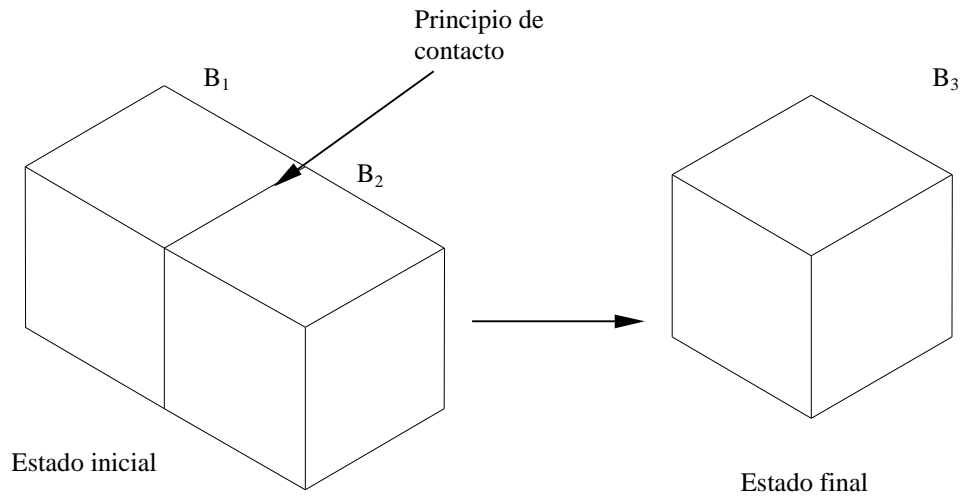 Principio de
contacto
B₁
B₃
B₂
Estado inicial
Estado final